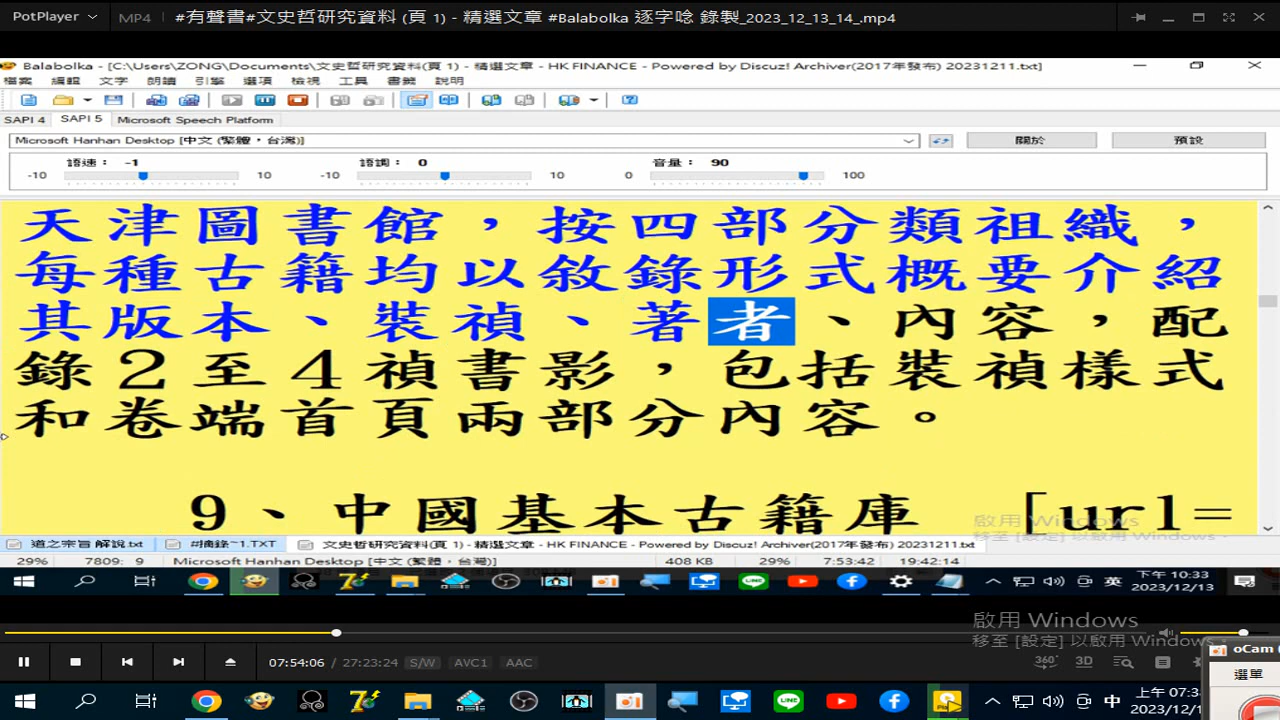 PotPlayer MP4 #有聲書#文史哲研究資料 (頁 1) - 精選文章 #Balabolka 逐字唸 錄製_2023_12_13_14_.mp4
Balabolka - [C:\Users\ZONG\Documents\文史哲研究資料(頁 1) - 精選文章 - HK FINANCE - Powered by Discuz! Archiver(2017年發布) 20231211.txt]
檔案 編輯 文字 朗讀 引擎 選項 檢視 工具 書籤 說明
SAPI 4 SAPI 5 Microsoft Speech Platform
Microsoft Hanhan Desktop [中文 (繁體，台灣)] 關於 預設
語速： -1 語調： 0 音量： 90
-10 10 -10 10 0 100
天津圖書館，按四部分類組織，
每種古籍均以敘錄形式概要介紹
其版本、裝禎、著者、內容，配
錄2至4禎書影，包括裝禎樣式
和卷端首頁兩部分內容。
9、中國基本古籍庫 [url=
啟用 Windows
移至 [設定] 以啟用 Windows
道之宗旨 解說.txt #摘錄~1.TXT 文史哲研究資料(頁 1) - 精選文章 - HK FINANCE - Powered by Discuz! Archiver(2017年發布) 20231211.txt
29% 7809: 9 Microsoft Hanhan Desktop [中文 (繁體，台灣)] 408 KB 29% 7:53:42 19:42:14
英 下午 10:33
2023/12/13
啟用 Windows
移至 [設定] 以啟用 Windows
07:54:06 / 27:23:24 S/W AVC1 AAC 360° 3D
oCam (
選單
中 上午 07:3
2023/12/1